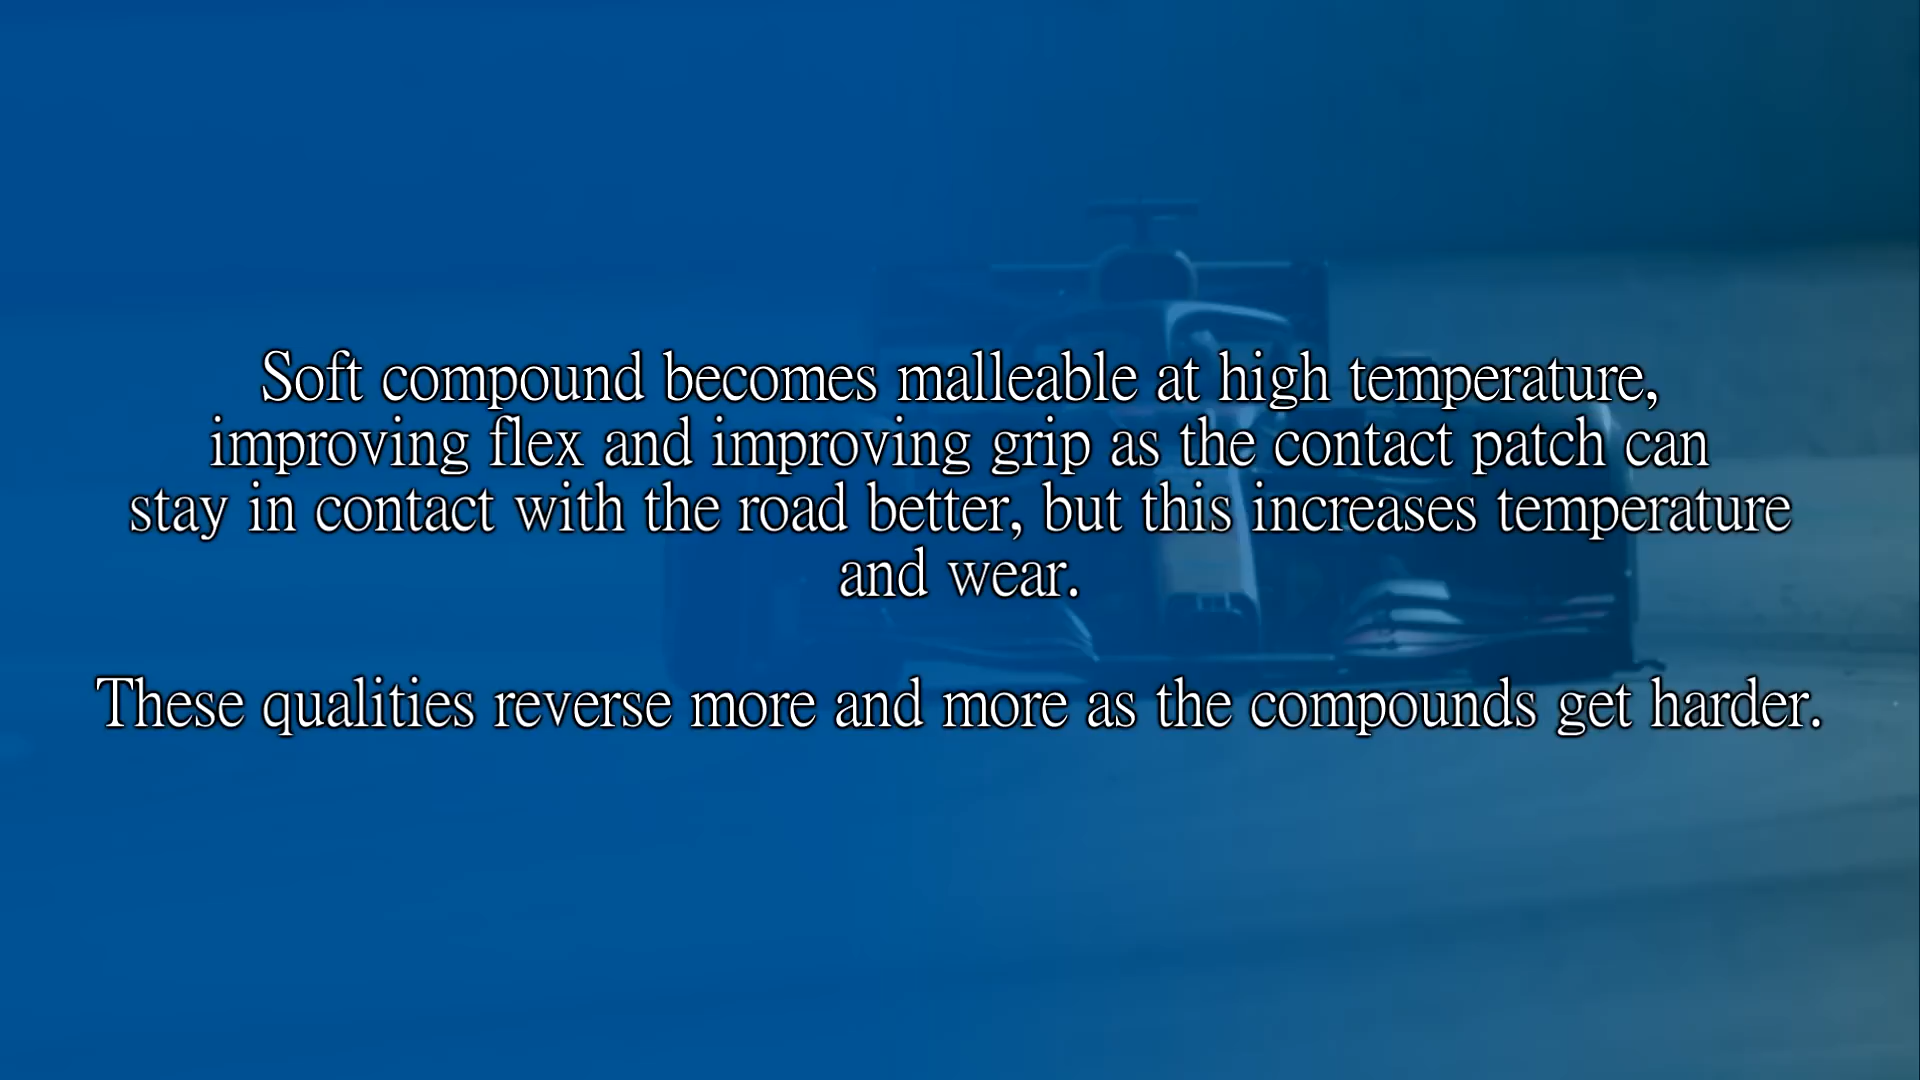 Soft compound becomes malleable at high temperature,
improving flex and improving grip as the contact patch can
stay in contact with the road better, but this increases temperature
and wear.
These qualities reverse more and more as the compounds get harder.